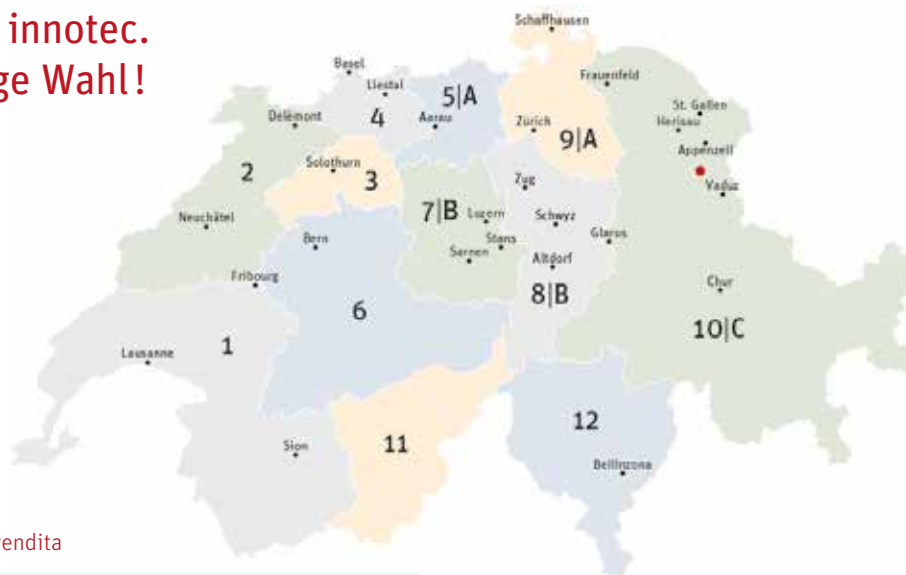 innotec.
ge Wahl!
Schaffhausen
Basel
Frauenfeld
Liestal
5|A
St. Gallen
Delémont
4
Aarau
Zürich
Herisau
9|A
Appenzell
Solothurn
2
3
Zug
Vaduz
7|B
Luzern
Neuchâtel
Schwyz
Bern
Stans
Glarus
Sarnen
Altdorf
Fribourg
Chur
8|B
6
10|C
1
Lausanne
12
11
Sion
Bellinzona
endita